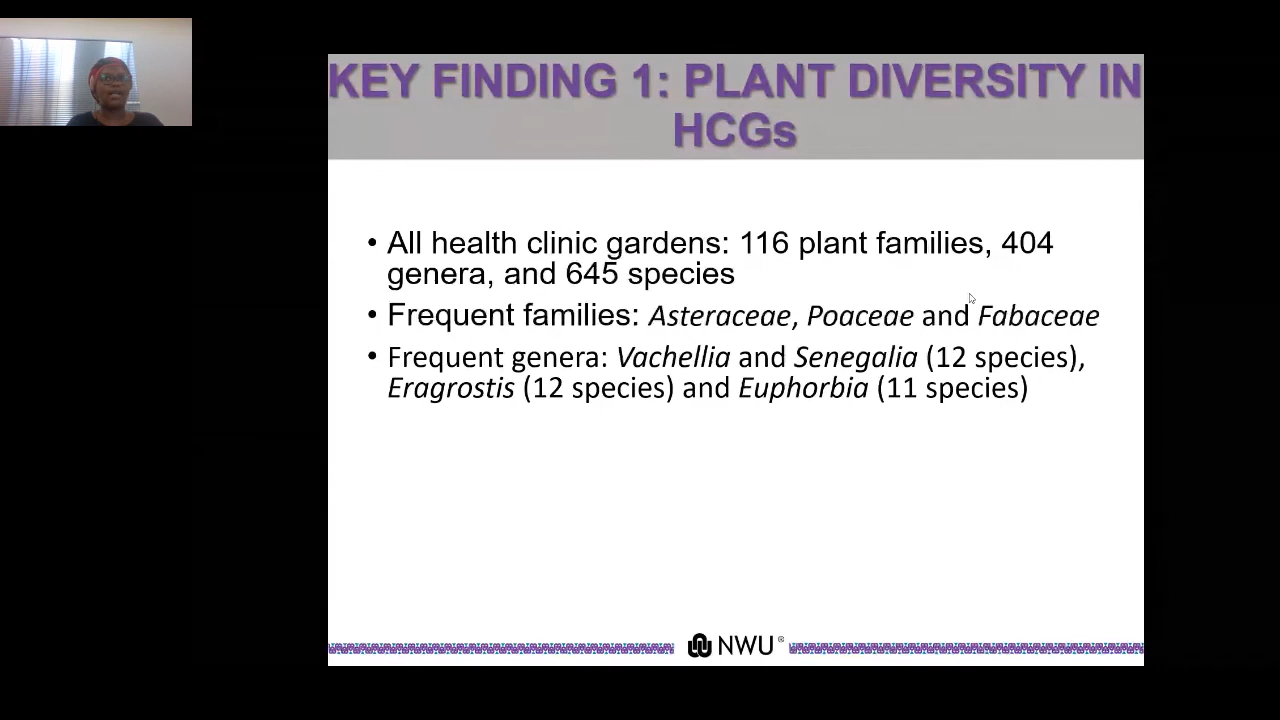 KEY FINDING 1: PLANT DIVERSITY IN
HCGs
• All health clinic gardens: 116 plant families, 404
genera, and 645 species
• Frequent families: Asteraceae, Poaceae and Fabaceae
• Frequent genera: Vachellia and Senegalia (12 species),
Eragrostis (12 species) and Euphorbia (11 species)
NWU®